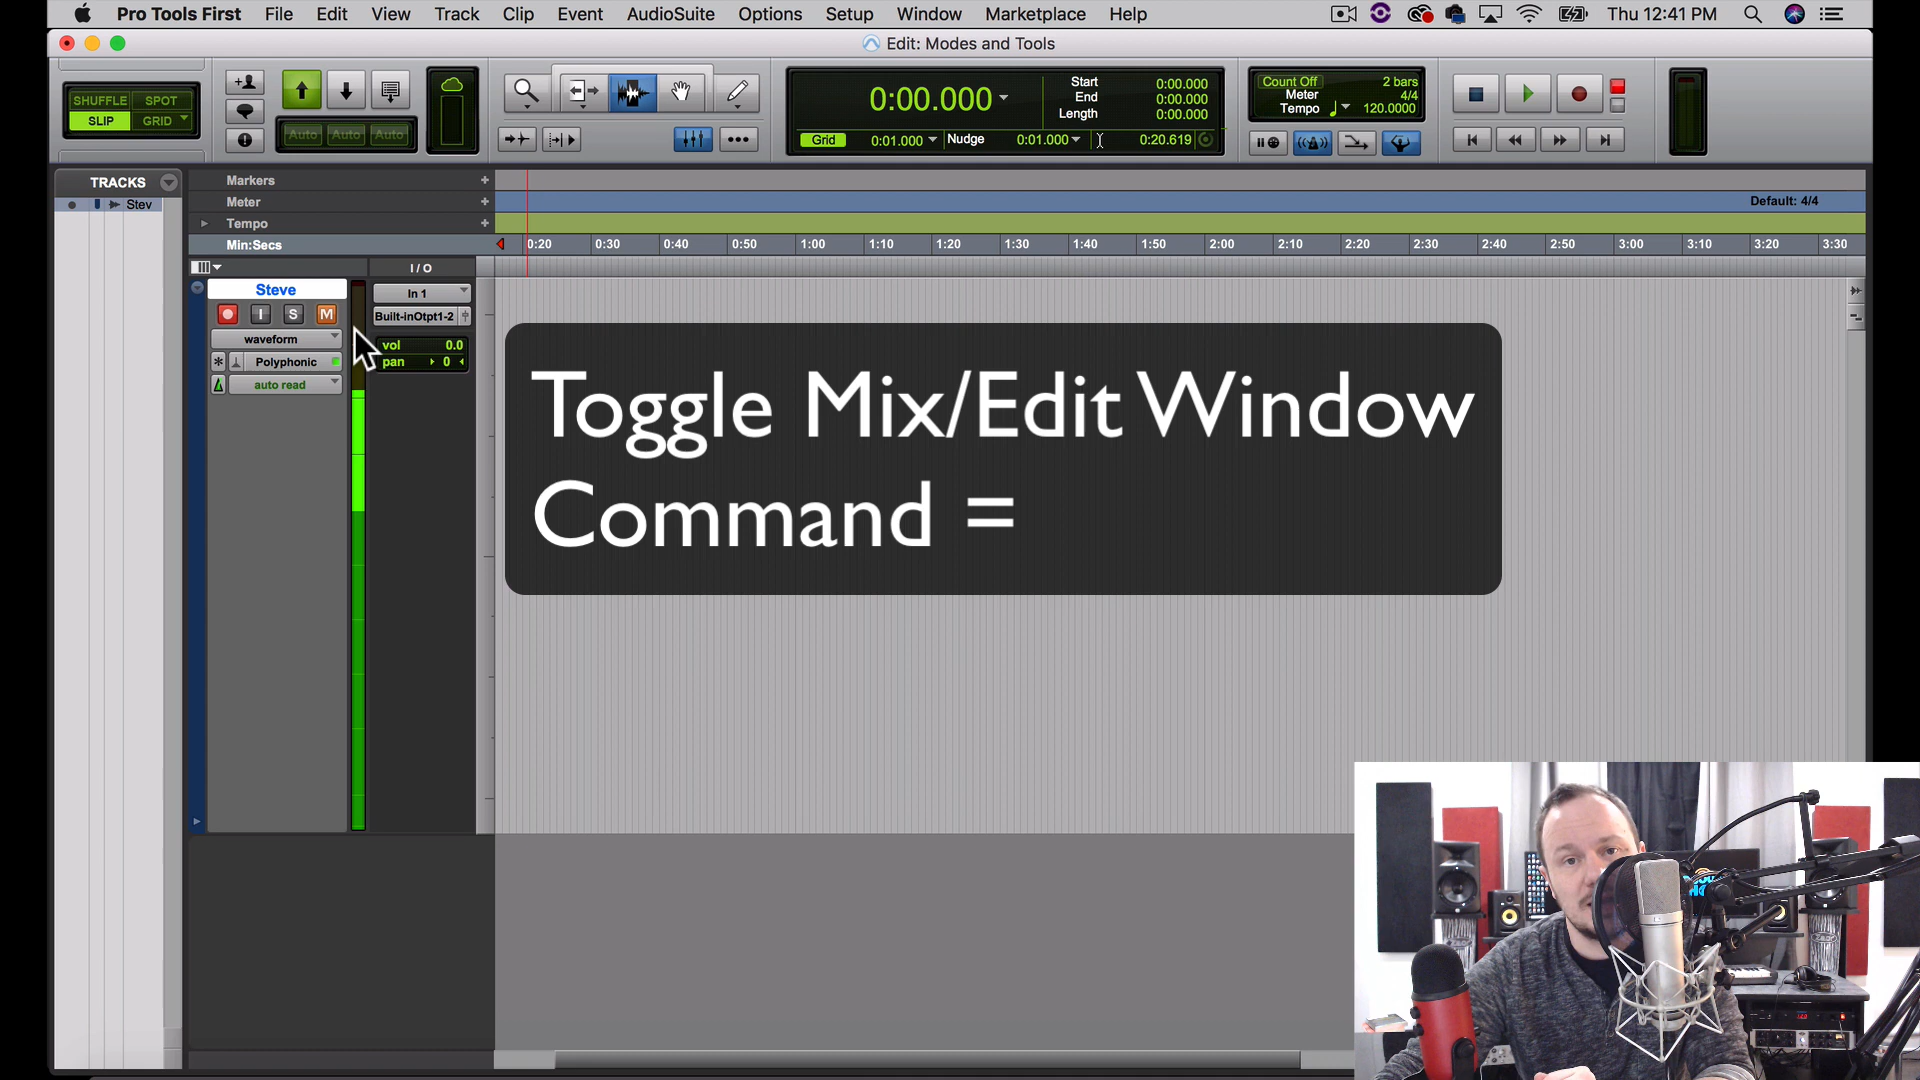 Pro Tools First File Edit View Track Clip Event AudioSuite Options Setup Window Marketplace Help Thu 12:41 PM
Edit: Modes and Tools
SHUFFLE SPOT
SLIP GRID
Auto Auto Auto
0:00.000
Start 0:00.000
End 0:00.000
Length 0:00.000
Grid 0:01.000 Nudge 0:01.000 0:20.619
Count Off 2 bars
Meter 4/4
Tempo 120.0000
TRACKS
Stev
Markers
Meter
Default: 4/4
Tempo
Min:Secs
0:20 0:30 0:40 0:50 1:00 1:10 1:20 1:30 1:40 1:50 2:00 2:10 2:20 2:30 2:40 2:50 3:00 3:10 3:20 3:30
I / O
Steve
I S M
waveform
Polyphonic
auto read
In 1
Built-inOtpt1-2
vol 0.0
pan 0
Toggle Mix/Edit Window
Command =